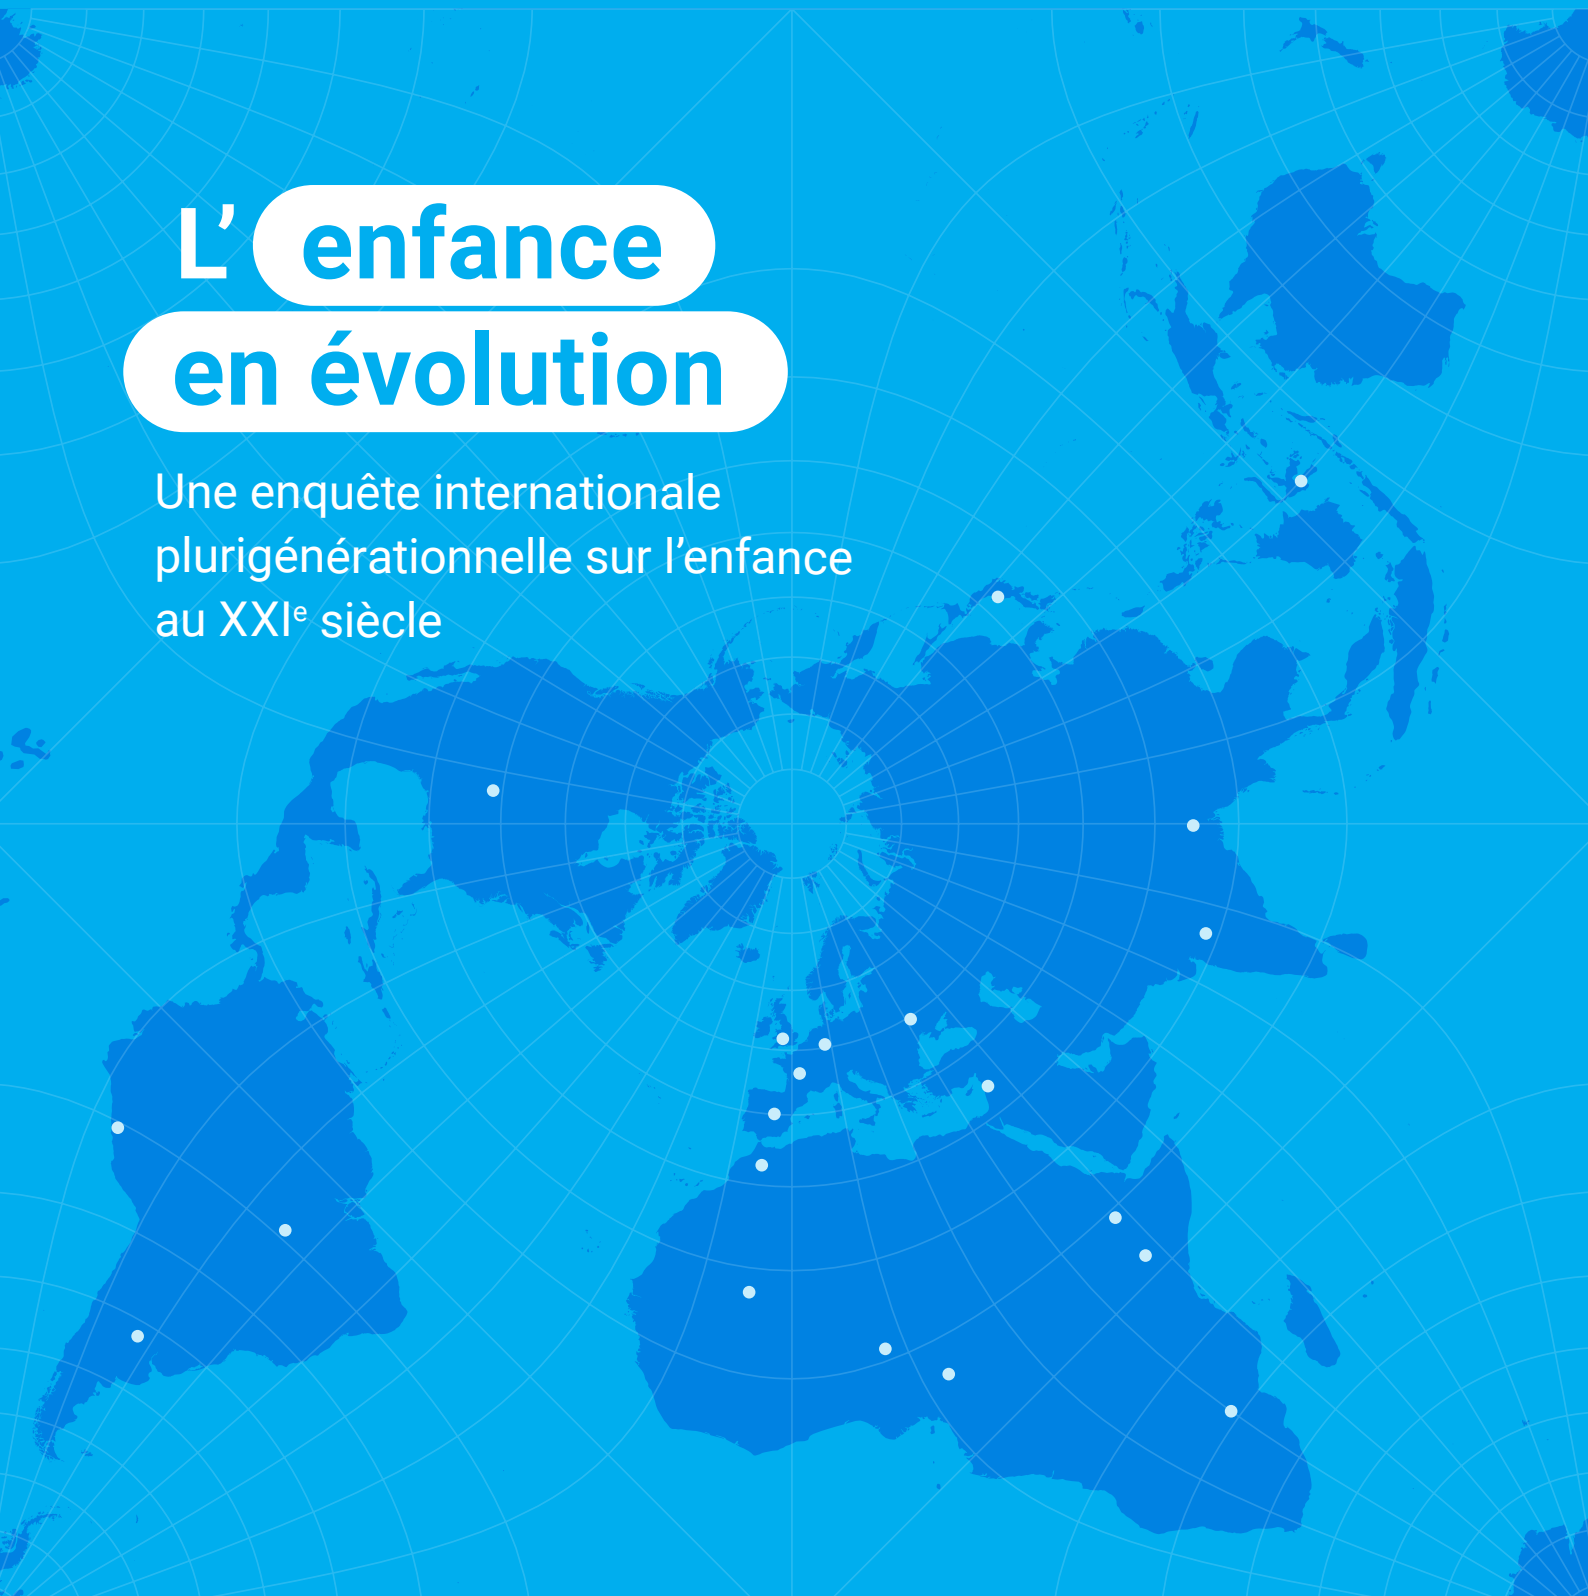 L’ enfance
en évolution
Une enquête internationale
plurigénérationnelle sur l’enfance
au XXIe siècle